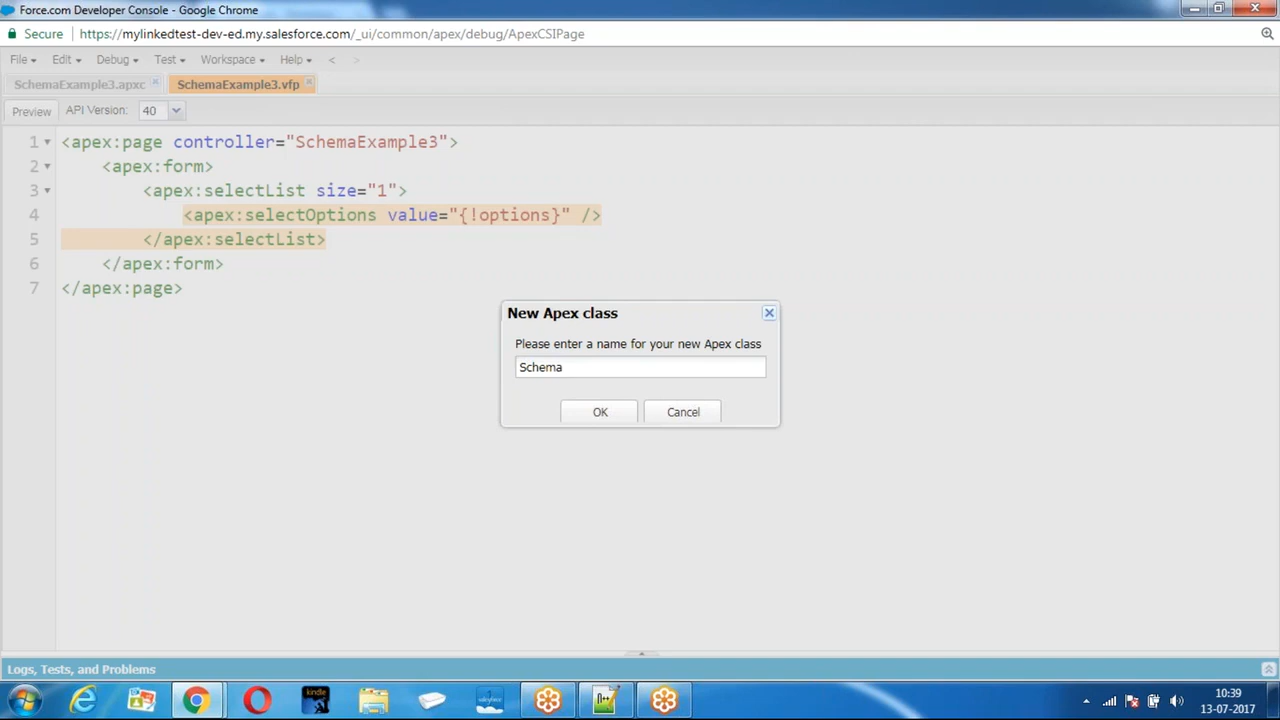 Force.com Developer Console - Google Chrome
Secure https://mylinkedtest-dev-ed.my.salesforce.com/_ui/common/apex/debug/ApexCSIPage
File Edit Debug Test Workspace Help < >
SchemaExample3.apxc SchemaExample3.vfp
Preview API Version: 40
1 <apex:page controller="SchemaExample3">
2 <apex:form>
3 <apex:selectList size="1">
4 <apex:selectOptions value="{!options}" />
5 </apex:selectList>
6 </apex:form>
7 </apex:page>
New Apex class
Please enter a name for your new Apex class
Schema
OK Cancel
Logs, Tests, and Problems
kindle
10:39
13-07-2017